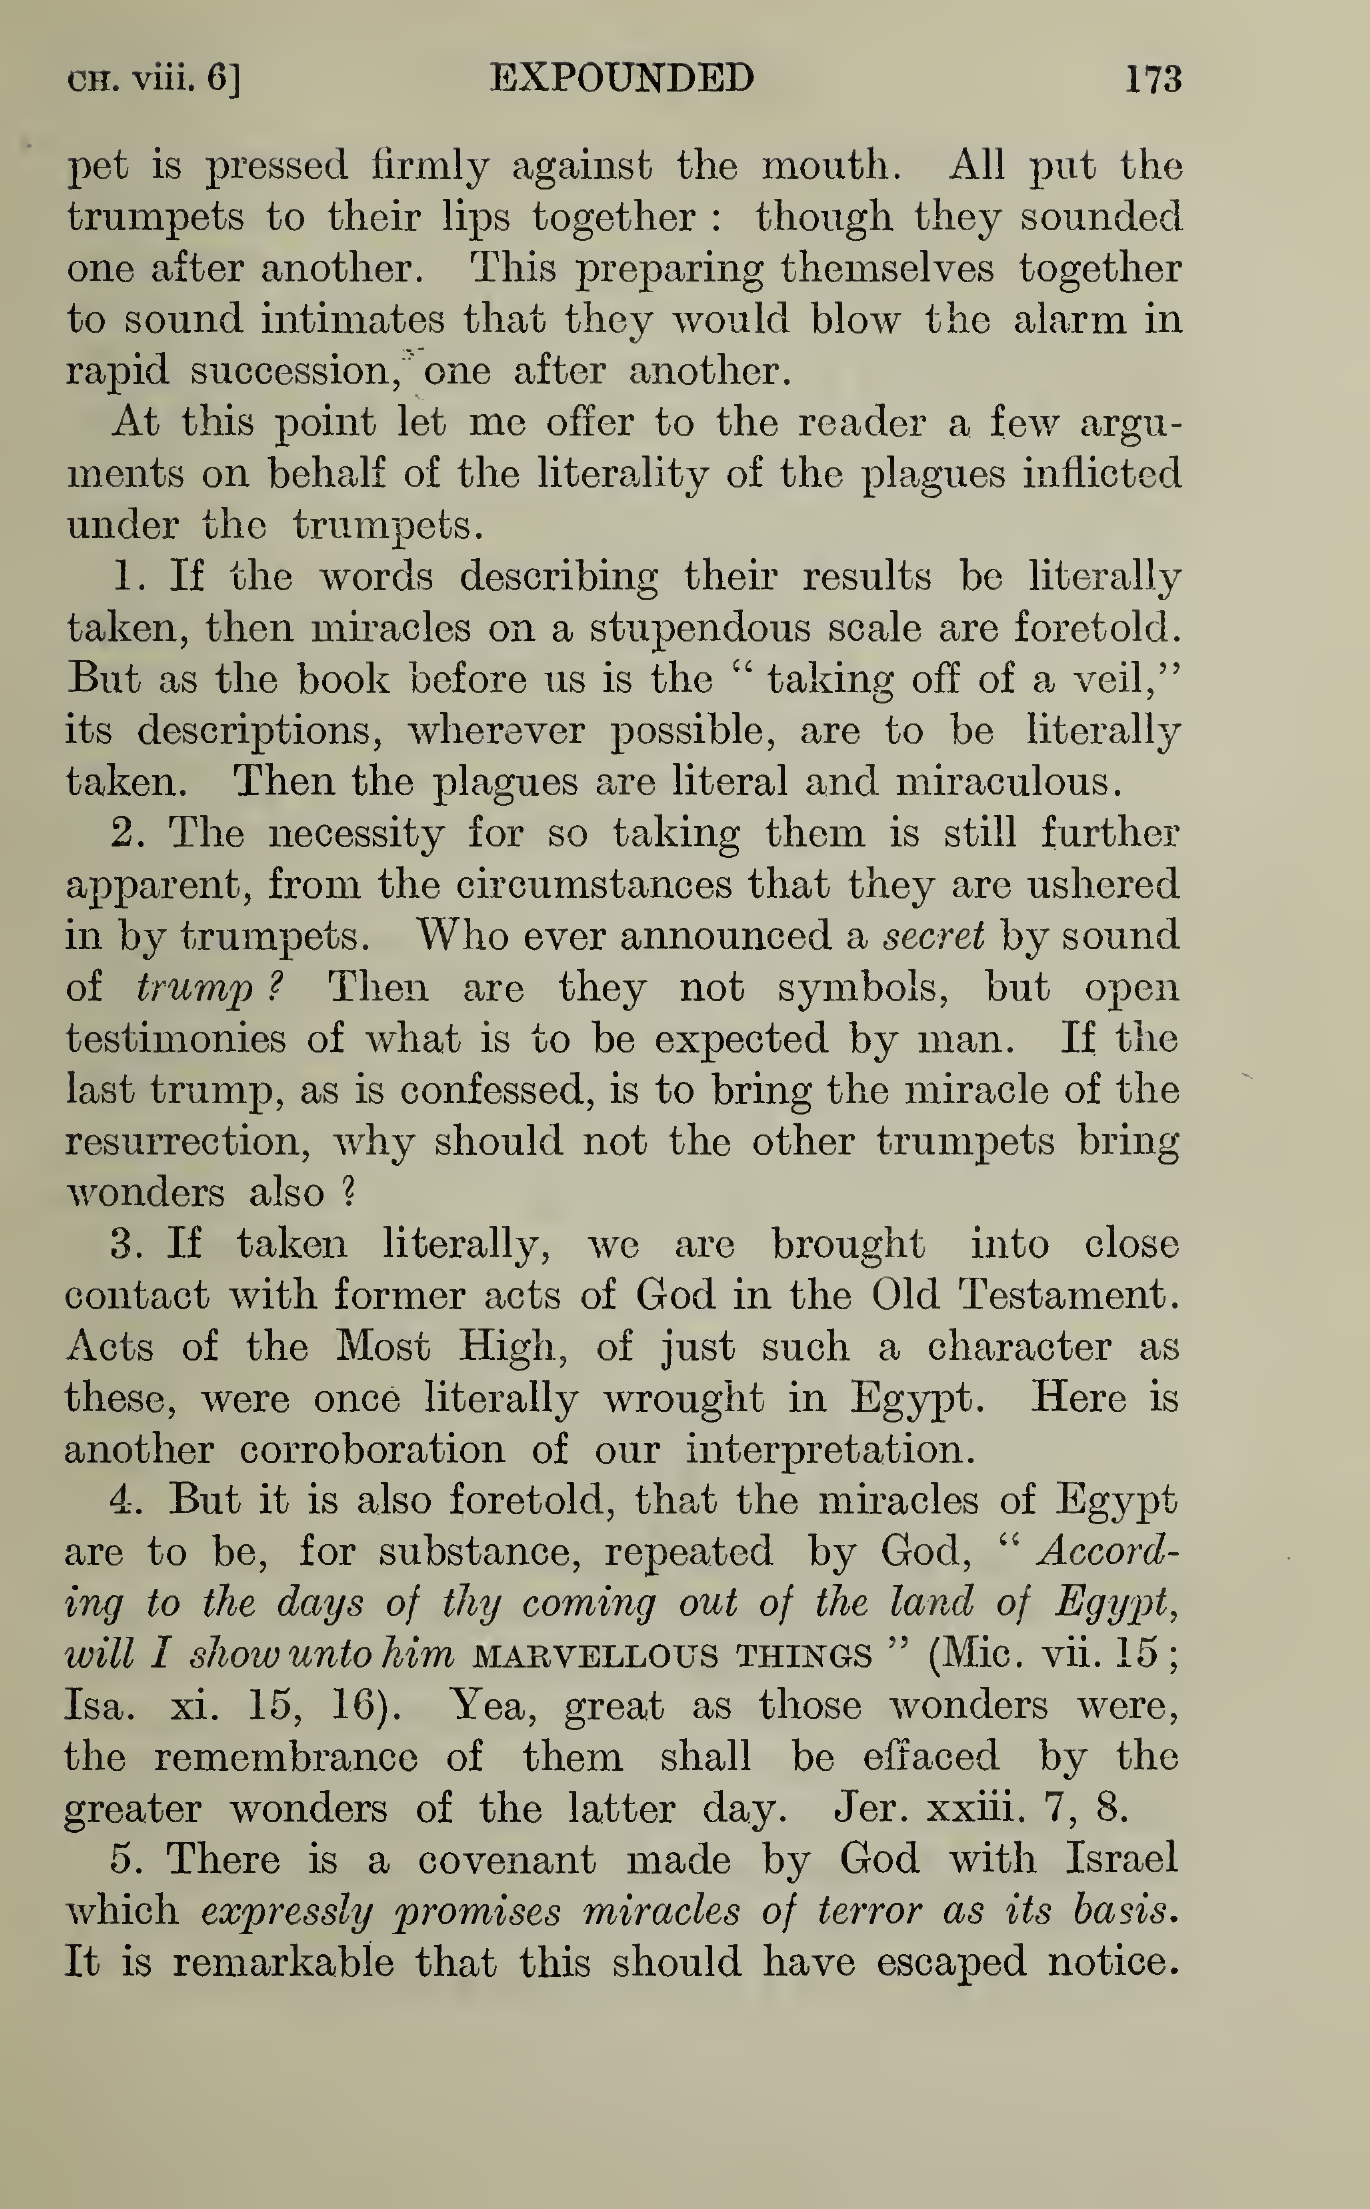 CH. viii. 6] EXPOUNDED 173
pet is pressed firmly against the mouth. All put the
trumpets to their lips together : though they sounded
one after another. This preparing themselves together
to sound intimates that they would blow the alarm in
rapid succession, one after another.
At this point let me offer to the reader a few argu-
ments on behalf of the literality of the plagues inflicted
under the trumpets.
1. If the words describing their results be literally
taken, then miracles on a stupendous scale are foretold.
But as the book before us is the “ taking off of a veil,”
its descriptions, wherever possible, are to be literally
taken. Then the plagues are literal and miraculous.
2. The necessity for so taking them is still further
apparent, from the circumstances that they are ushered
in by trumpets. Who ever announced a secret by sound
of trump ? Then are they not symbols, but open
testimonies of what is to be expected by man. If the
last trump, as is confessed, is to bring the miracle of the
resurrection, why should not the other trumpets bring
wonders also ?
3. If taken literally, we are brought into close
contact with former acts of God in the Old Testament.
Acts of the Most High, of just such a character as
these, were once literally wrought in Egypt. Here is
another corroboration of our interpretation.
4. But it is also foretold, that the miracles of Egypt
are to be, for substance, repeated by God, “ Accord-
ing to the days of thy coming out of the land of Egypt,
will I show unto him MARVELLOUS THINGS ” (Mic. vii. 15 ;
Isa. xi. 15, 16). Yea, great as those wonders were,
the remembrance of them shall be effaced by the
greater wonders of the latter day. Jer. xxiii. 7, 8.
5. There is a covenant made by God with Israel
which expressly promises miracles of terror as its basis.
It is remarkable that this should have escaped notice.